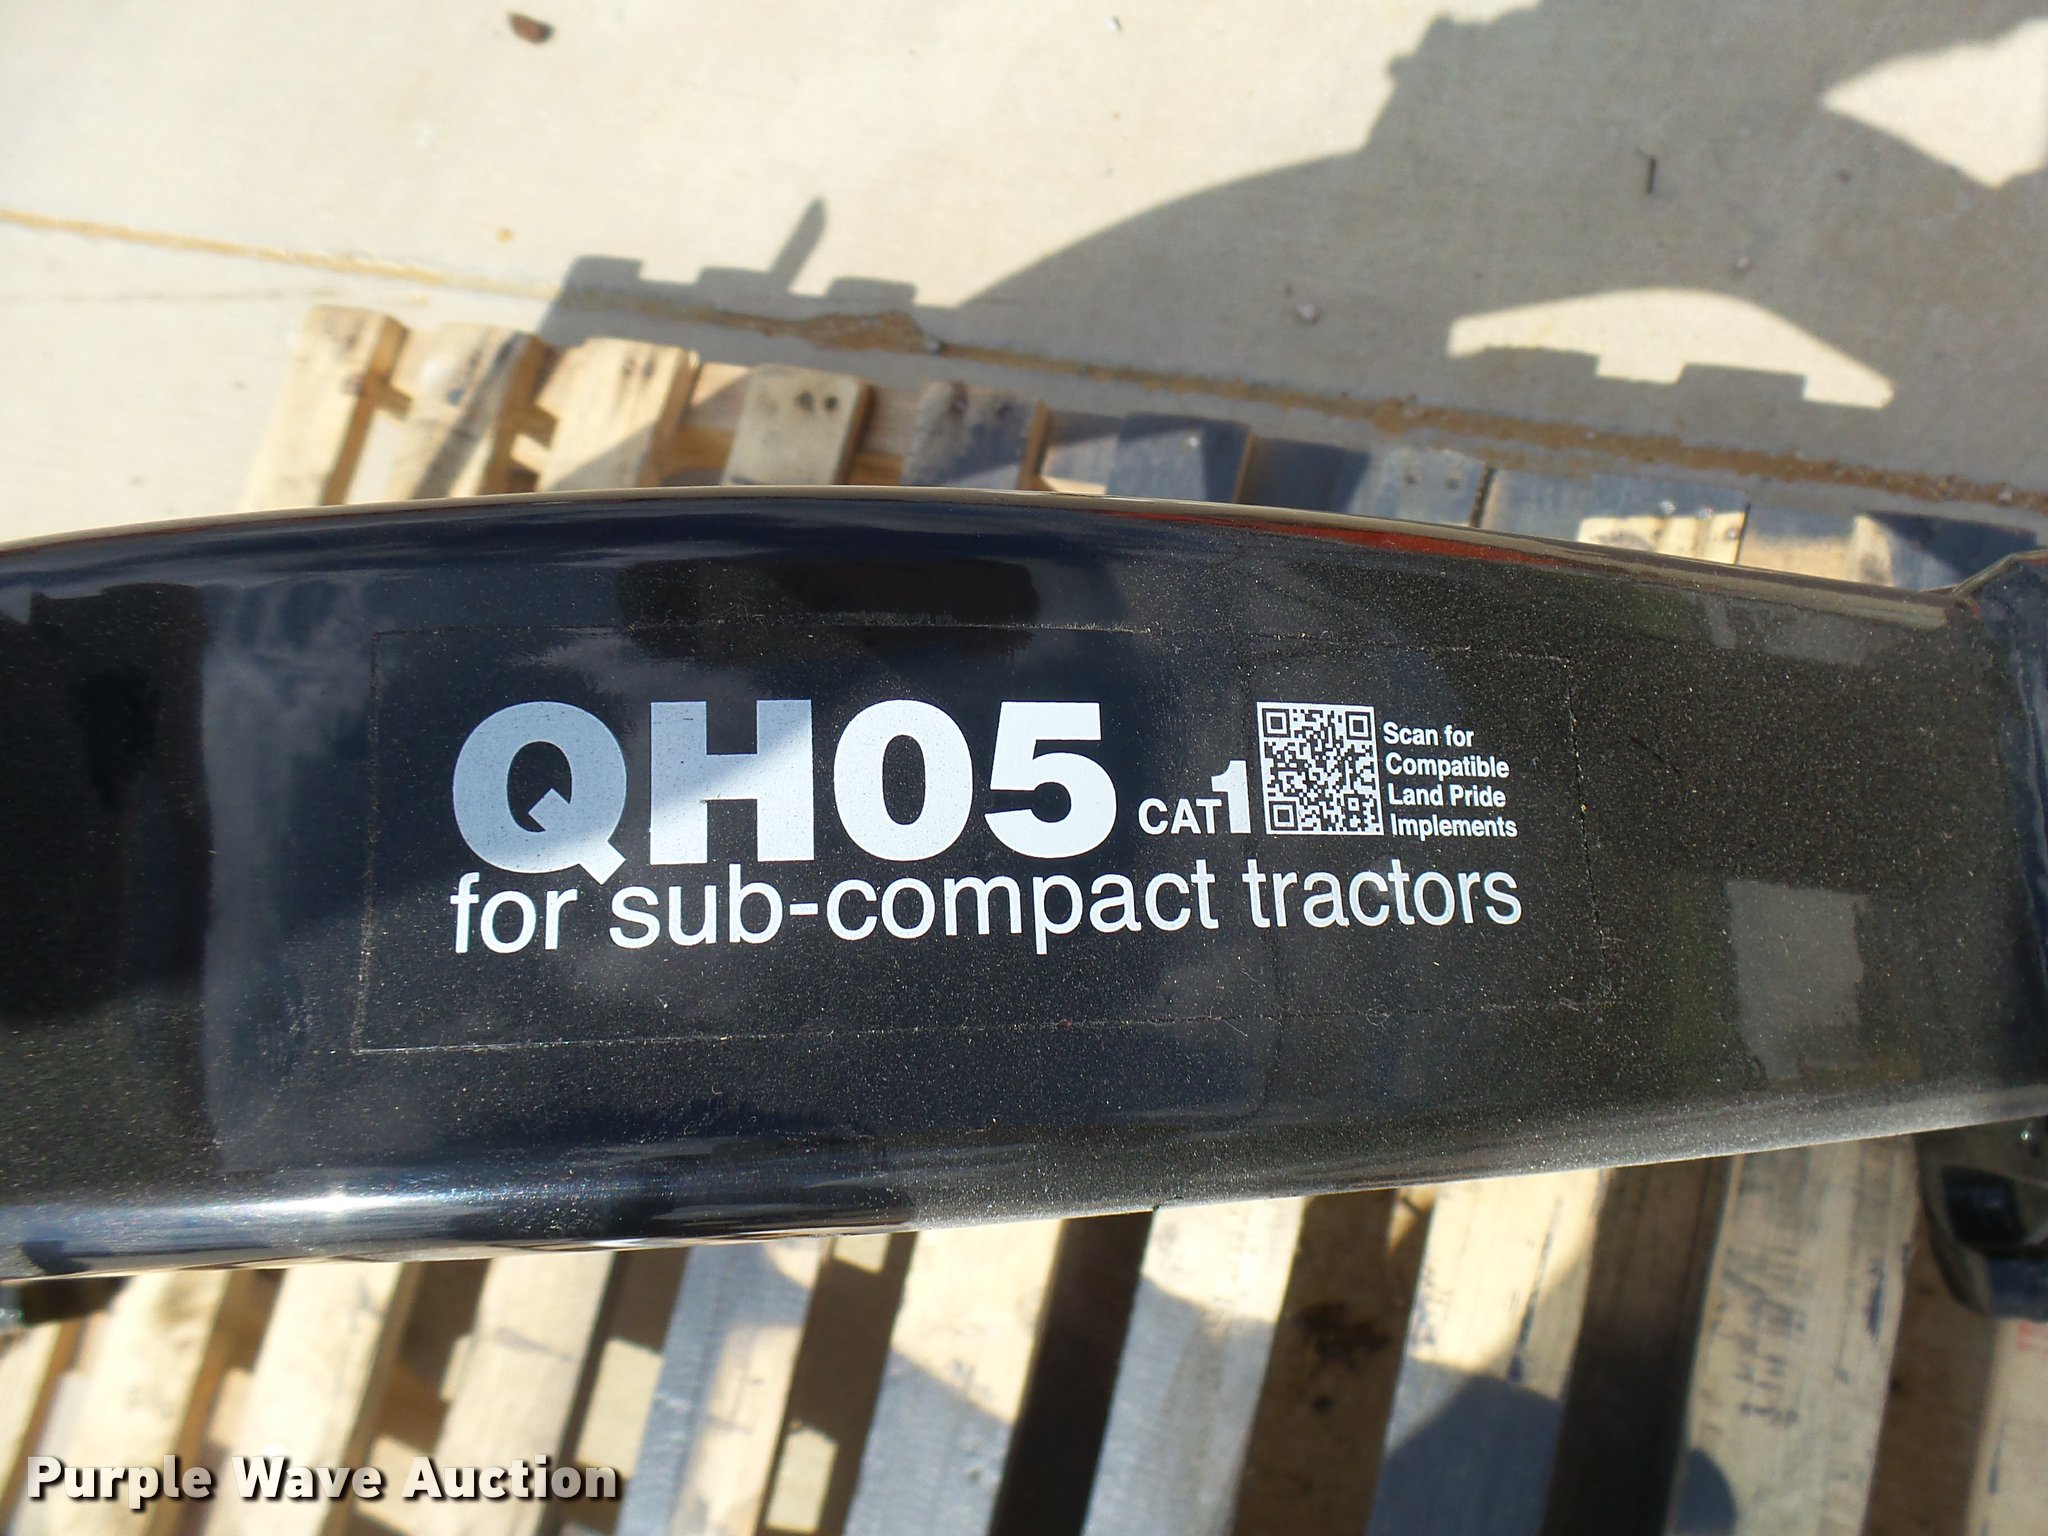 QH05 CAT1
Scan for
Compatible
Land Pride
Implements
for sub-compact tractors
Purple Wave Auction